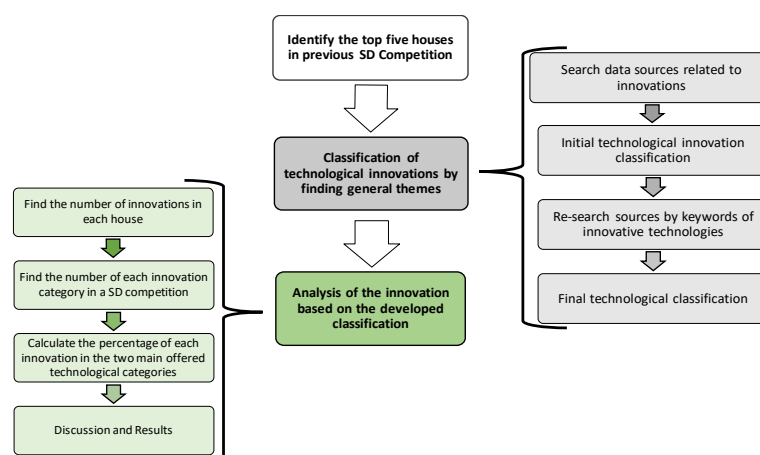 Identify the top five houses
in previous SD Competition
Classification of
technological innovations by
finding general themes
Analysis of the innovation
based on the developed
classification
Search data sources related to
innovations
Initial technological innovation
classification
Re-search sources by keywords of
innovative technologies
Final technological classification
Find the number of innovations in
each house
Find the number of each innovation
category in a SD competition
Calculate the percentage of each
innovation in the two main offered
technological categories
Discussion and Results